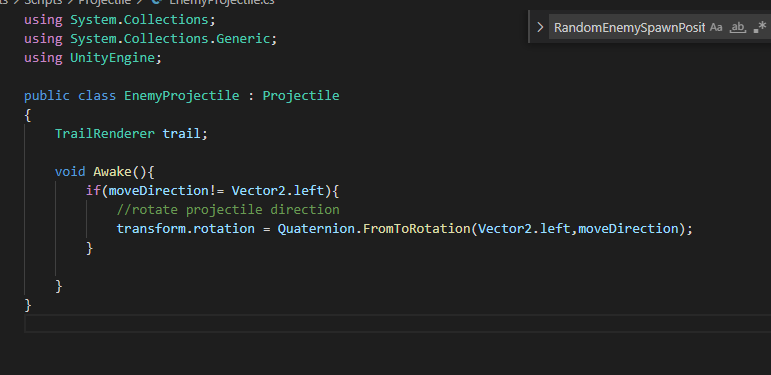 Scripts > Projectile > EnemyProjectile.cs
RandomEnemySpawnPosit Aa ab .*
using System.Collections;
using System.Collections.Generic;
using UnityEngine;
public class EnemyProjectile : Projectile
{
TrailRenderer trail;
void Awake(){
if(moveDirection!= Vector2.left){
//rotate projectile direction
transform.rotation = Quaternion.FromToRotation(Vector2.left,moveDirection);
}
}
}